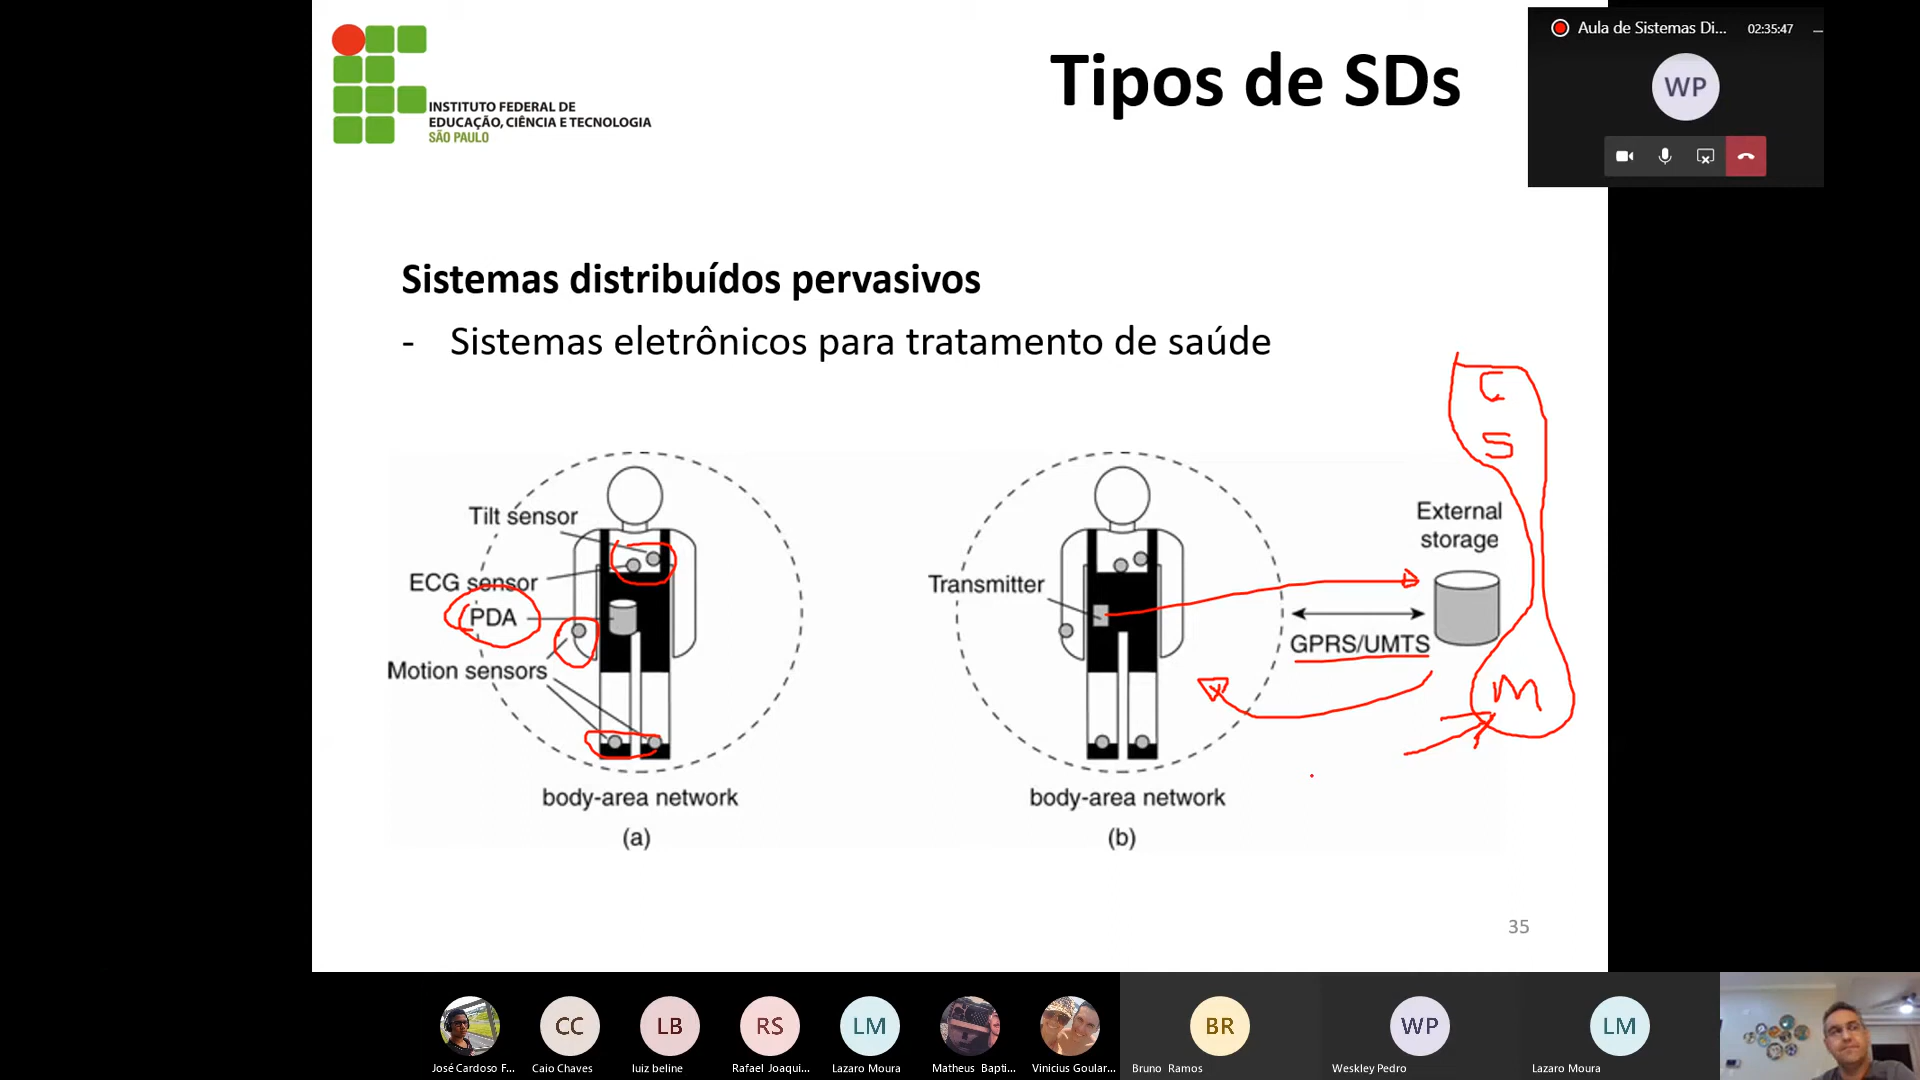 INSTITUTO FEDERAL DE
EDUCAÇÃO, CIÊNCIA E TECNOLOGIA
SÃO PAULO
Tipos de SDs
Aula de Sistemas Di...
02:35:47
WP
Sistemas distribuídos pervasivos
- Sistemas eletrônicos para tratamento de saúde
C
S
Tilt sensor
ECG sensor
PDA
Motion sensors
body-area network
(a)
Transmitter
body-area network
(b)
External
storage
GPRS/UMTS
M
35
CC
LB
RS
LM
BR
WP
LM
José Cardoso F...
Caio Chaves
luiz beline
Rafael Joaqui...
Lazaro Moura
Matheus Bapti...
Vinicius Goular...
Bruno Ramos
Weskley Pedro
Lazaro Moura